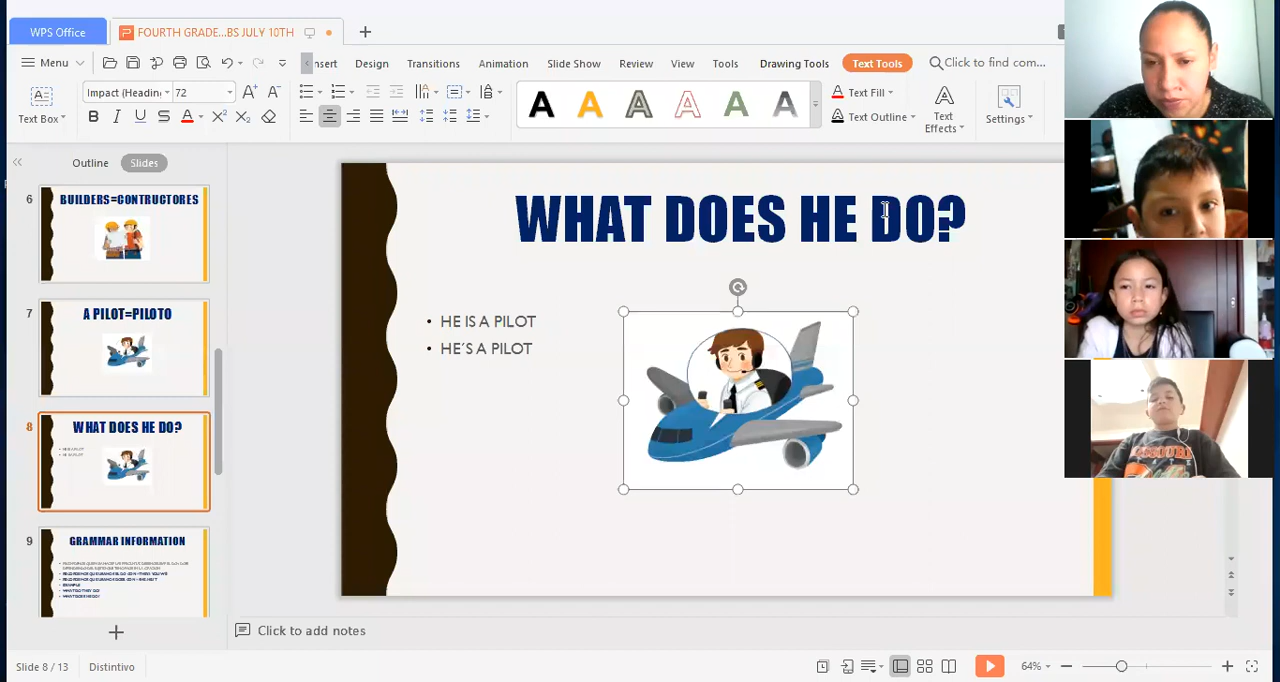 WPS Office
FOURTH GRADE...BS JULY 10TH
Menu
nsert Design Transitions Animation Slide Show Review View Tools Drawing Tools Text Tools Click to find com...
Text Box
Impact (Headin 72
B I U S A X² X₂
A A A A A A
Text Fill
Text Outline
Text Effects
Settings
Outline Slides
6
BUILDERS=CONTRUCTORES
7
A PILOT=PILOTO
8
WHAT DOES HE DO?
9
GRAMMAR INFORMATION
WHAT DOES HE DO?
• HE IS A PILOT
• HE´S A PILOT
Click to add notes
Slide 8 / 13 Distintivo 64%